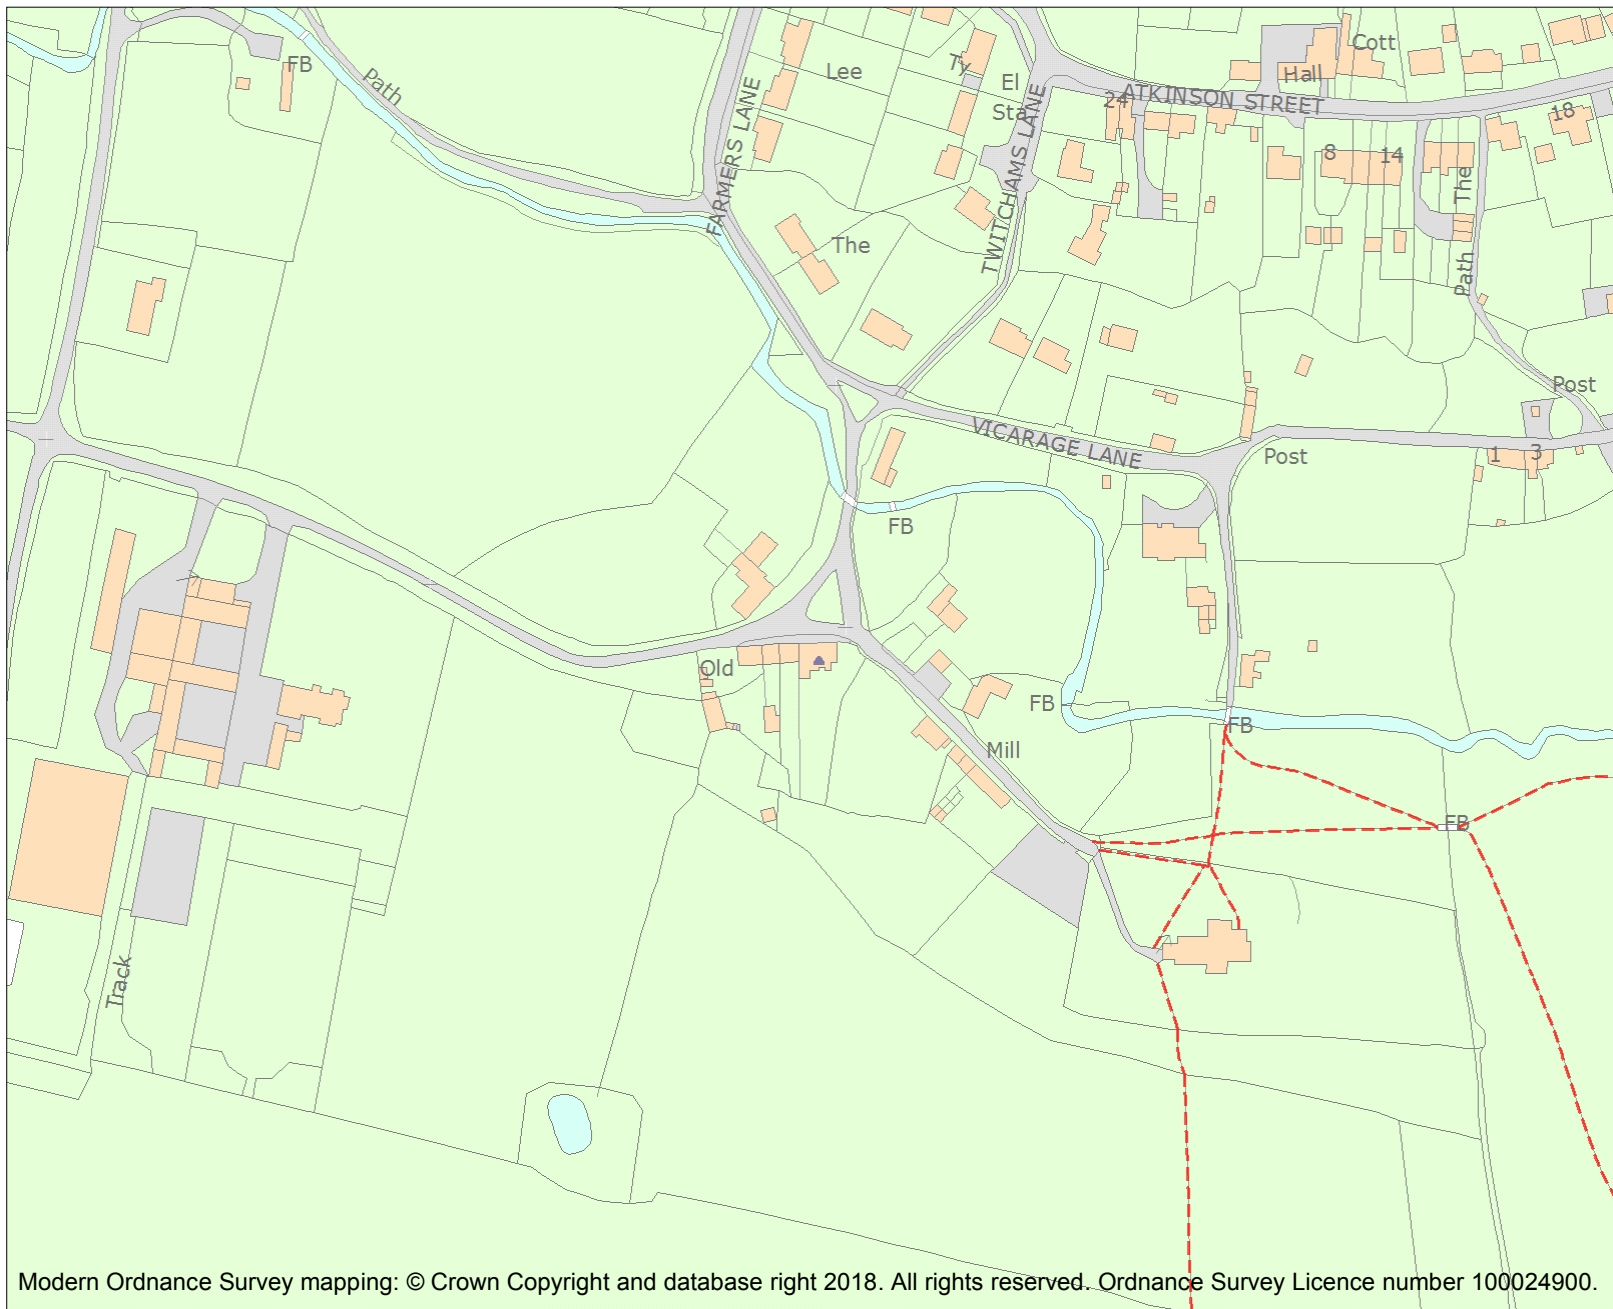 Cott
FB
Path
Lee
Ty
El
Sta
Hall
24
ATKINSON STREET
18
FARMERS LANE
TWITCHAMS LANE
8
14
The
Path
The
Post
VICARAGE LANE
Post
1
3
FB
Old
FB
FB
Mill
FB
Track
Modern Ordnance Survey mapping: © Crown Copyright and database right 2018. All rights reserved. Ordnance Survey Licence number 100024900.